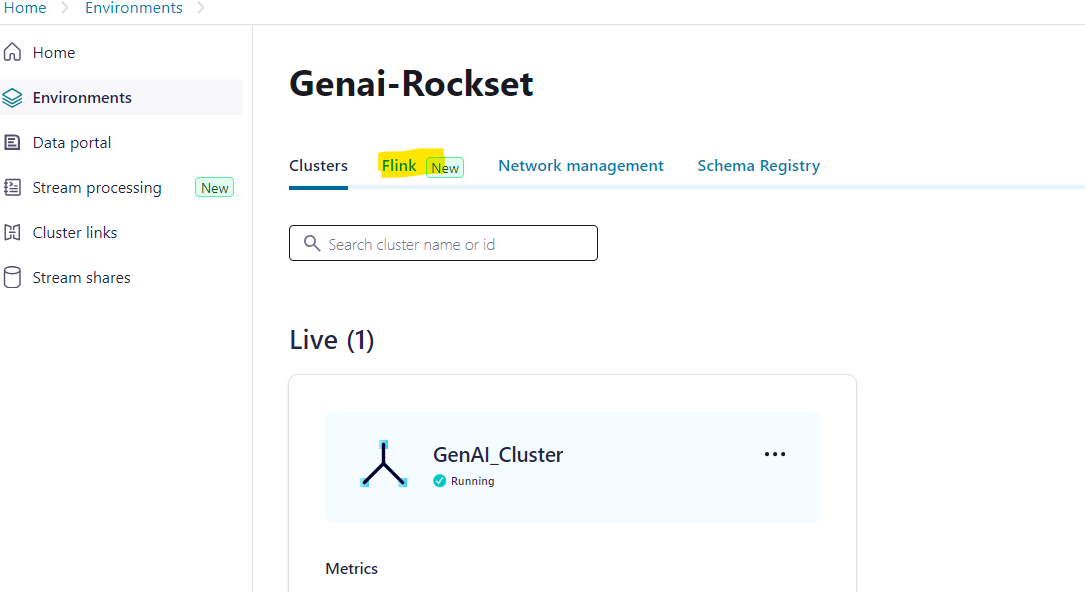 Home > Environments >
Home
Environments
Data portal
Stream processing New
Cluster links
Stream shares
Genai-Rockset
Clusters Flink New Network management Schema Registry
Search cluster name or id
Live (1)
GenAI_Cluster
Running
Metrics